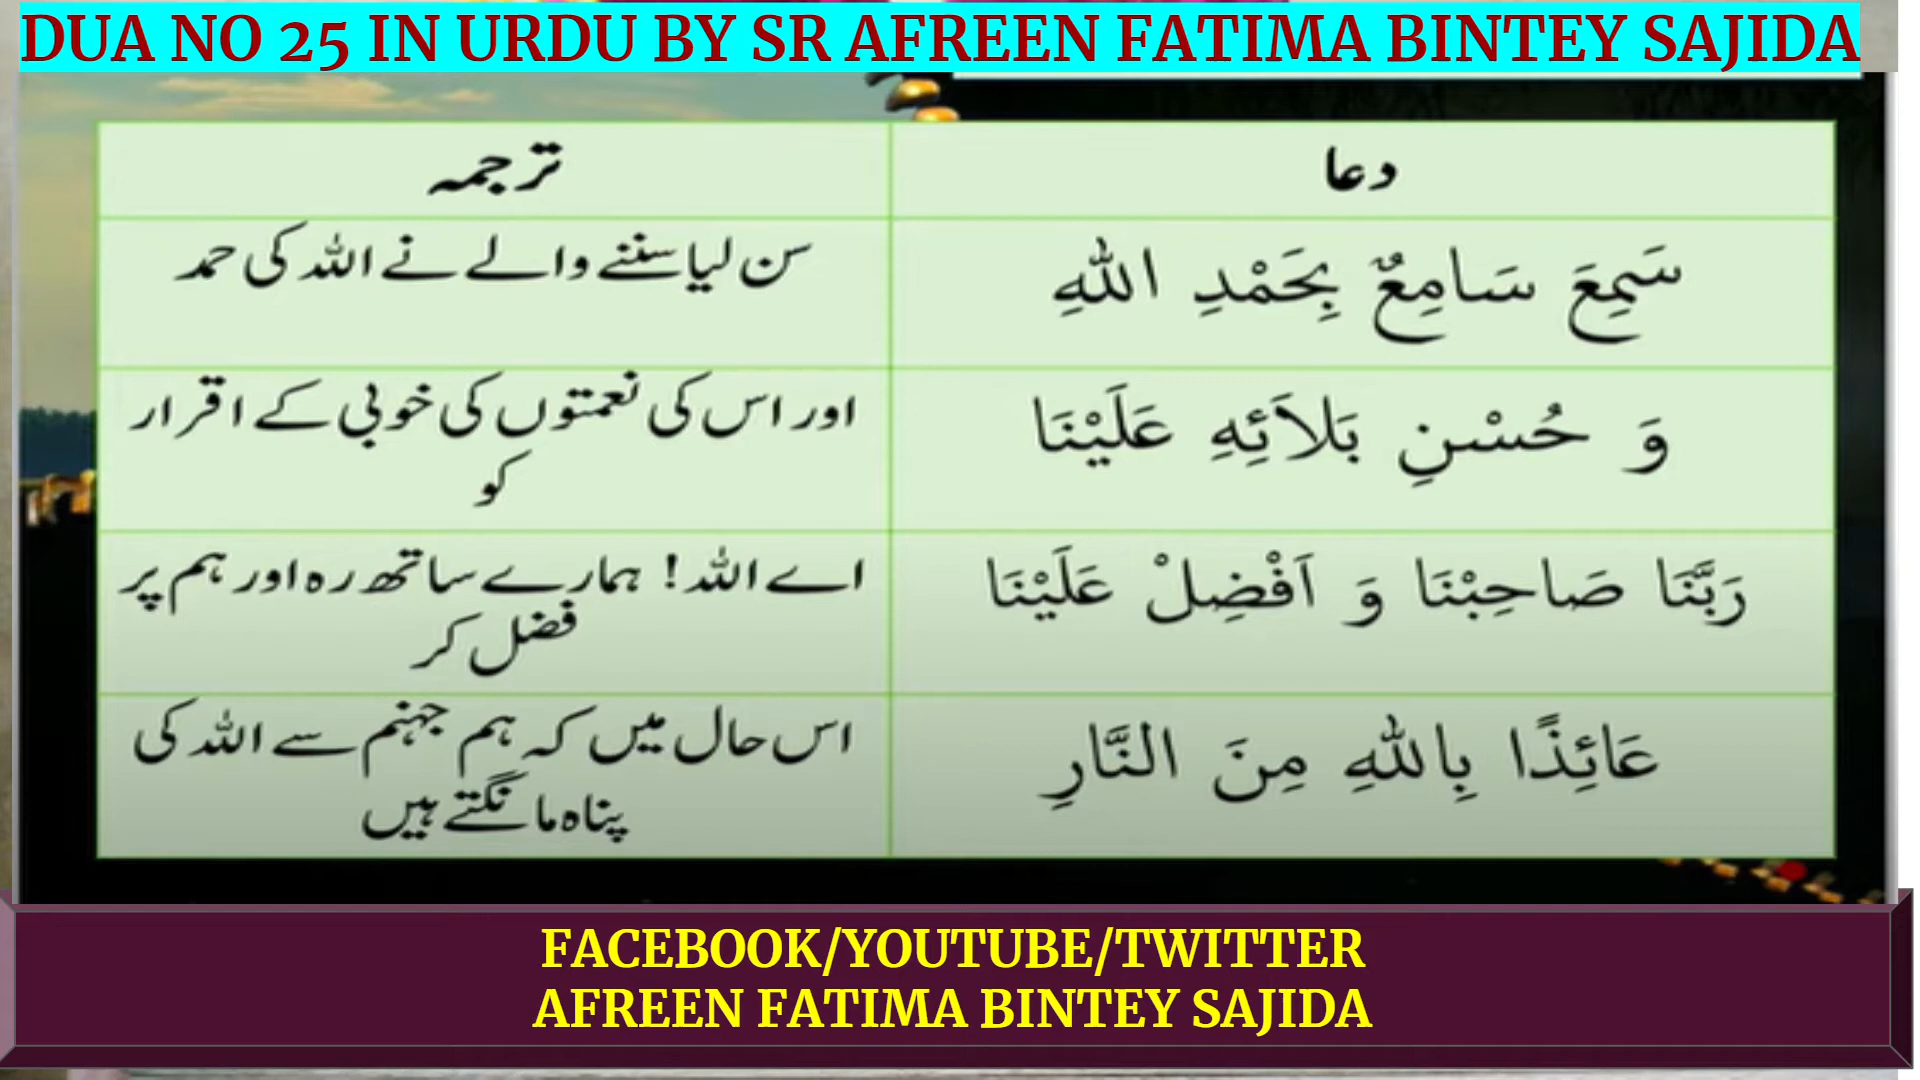 DUA NO 25 IN URDU BY SR AFREEN FATIMA BINTEY SAJIDA
دعا
ترجمہ
سَمِعَ سَامِعٌ بِحَمْدِ اللهِ
سن لیا سننے والے نے اللہ کی حمد
وَ حُسْنِ بَلَائِهِ عَلَيْنَا
اور اس کی نعمتوں کی خوبی کے اقرار
کو
رَبَّنَا صَاحِبْنَا وَ اَفْضِلْ عَلَيْنَا
اے اللہ! ہمارے ساتھ رہ اور ہم پر
فضل کر
عَائِذًا بِاللهِ مِنَ النَّارِ
اس حال میں کہ ہم جہنم سے اللہ کی
پناہ مانگتے ہیں
FACEBOOK/YOUTUBE/TWITTER
AFREEN FATIMA BINTEY SAJIDA